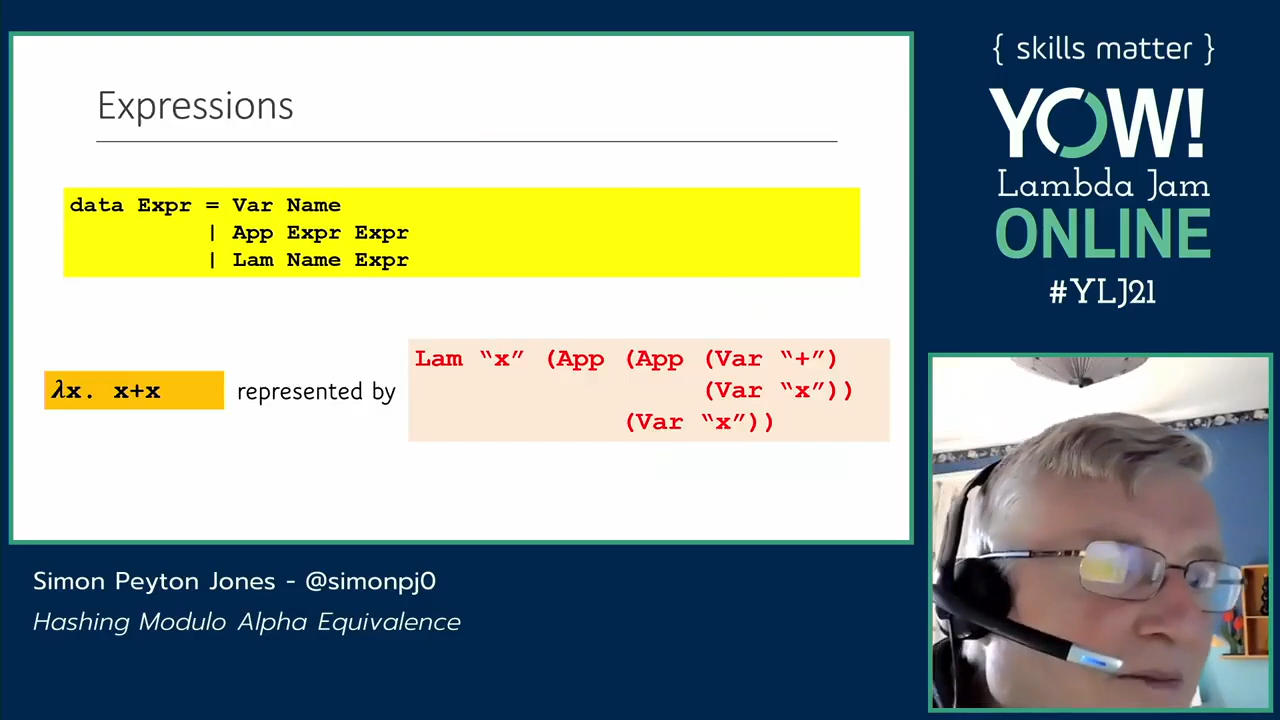 Expressions
data Expr = Var Name
| App Expr Expr
| Lam Name Expr
λx. x+x
represented by
Lam “x” (App (App (Var “+”)
(Var “x”))
(Var “x”))
{ skills matter }
YOW!
Lambda Jam
ONLINE
#YLJ21
Simon Peyton Jones - @simonpj0
Hashing Modulo Alpha Equivalence